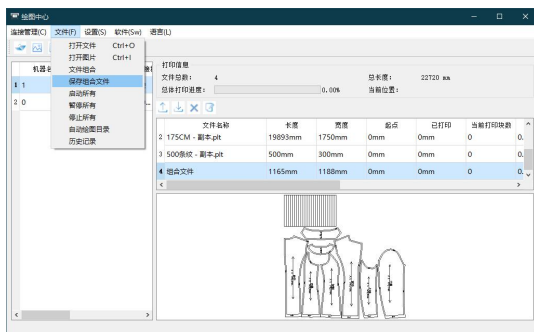 绘图中心
连接管理(C) 文件(F) 设置(S) 软件(Sw) 语言(L)
打开文件 Ctrl+O
打开图片 Ctrl+I
文件组合
保存组合文件
启动所有
暂停所有
停止所有
自动绘图目录
历史记录
机器名
1 1
2 0
打印信息
文件总数: 4 总长度: 22720 mm
总体打印进度: 0.00% 当前位置:
文件名称 长度 宽度 起点 已打印 当前打印块数
2 175CM - 副本.plt 19893mm 1750mm 0mm 0mm 0 0.
3 500条纹 - 副本.plt 500mm 300mm 0mm 0mm 0 0.
4 组合文件 1165mm 1188mm 0mm 0mm 0 0.